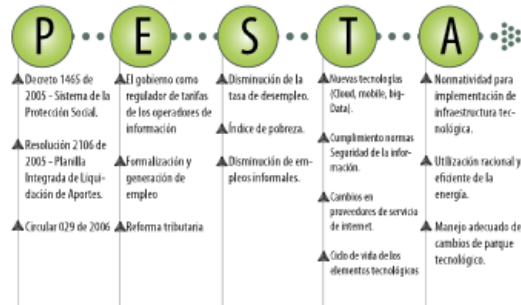 P E S T A
Decreto 1465 de
2005 - Sistema de la
Protección Social.
Resolución 2106 de
2005 - Planilla
Integrada de Liqui-
dación de Aportes.
Circular 029 de 2006
El gobierno como
regulador de tarifas
de los operadores de
información
Formalización y
generación de
empleo
Reforma tributaria
Disminución de la
tasa de desempleo.
Índice de pobreza.
Disminución de em-
pleos informales.
Nuevas tecnologías
(Cloud, mobile, big-
Data).
Cumplimiento normas
Seguridad de la infor-
mación.
Cambios en
proveedores de servicio
de internet.
Ciclo de vida de los
elementos tecnológicos
Normatividad para
implementación de
infraestructura tec-
nológica.
Utilización racional y
eficiente de la
energía.
Manejo adecuado de
cambios de parque
tecnológico.